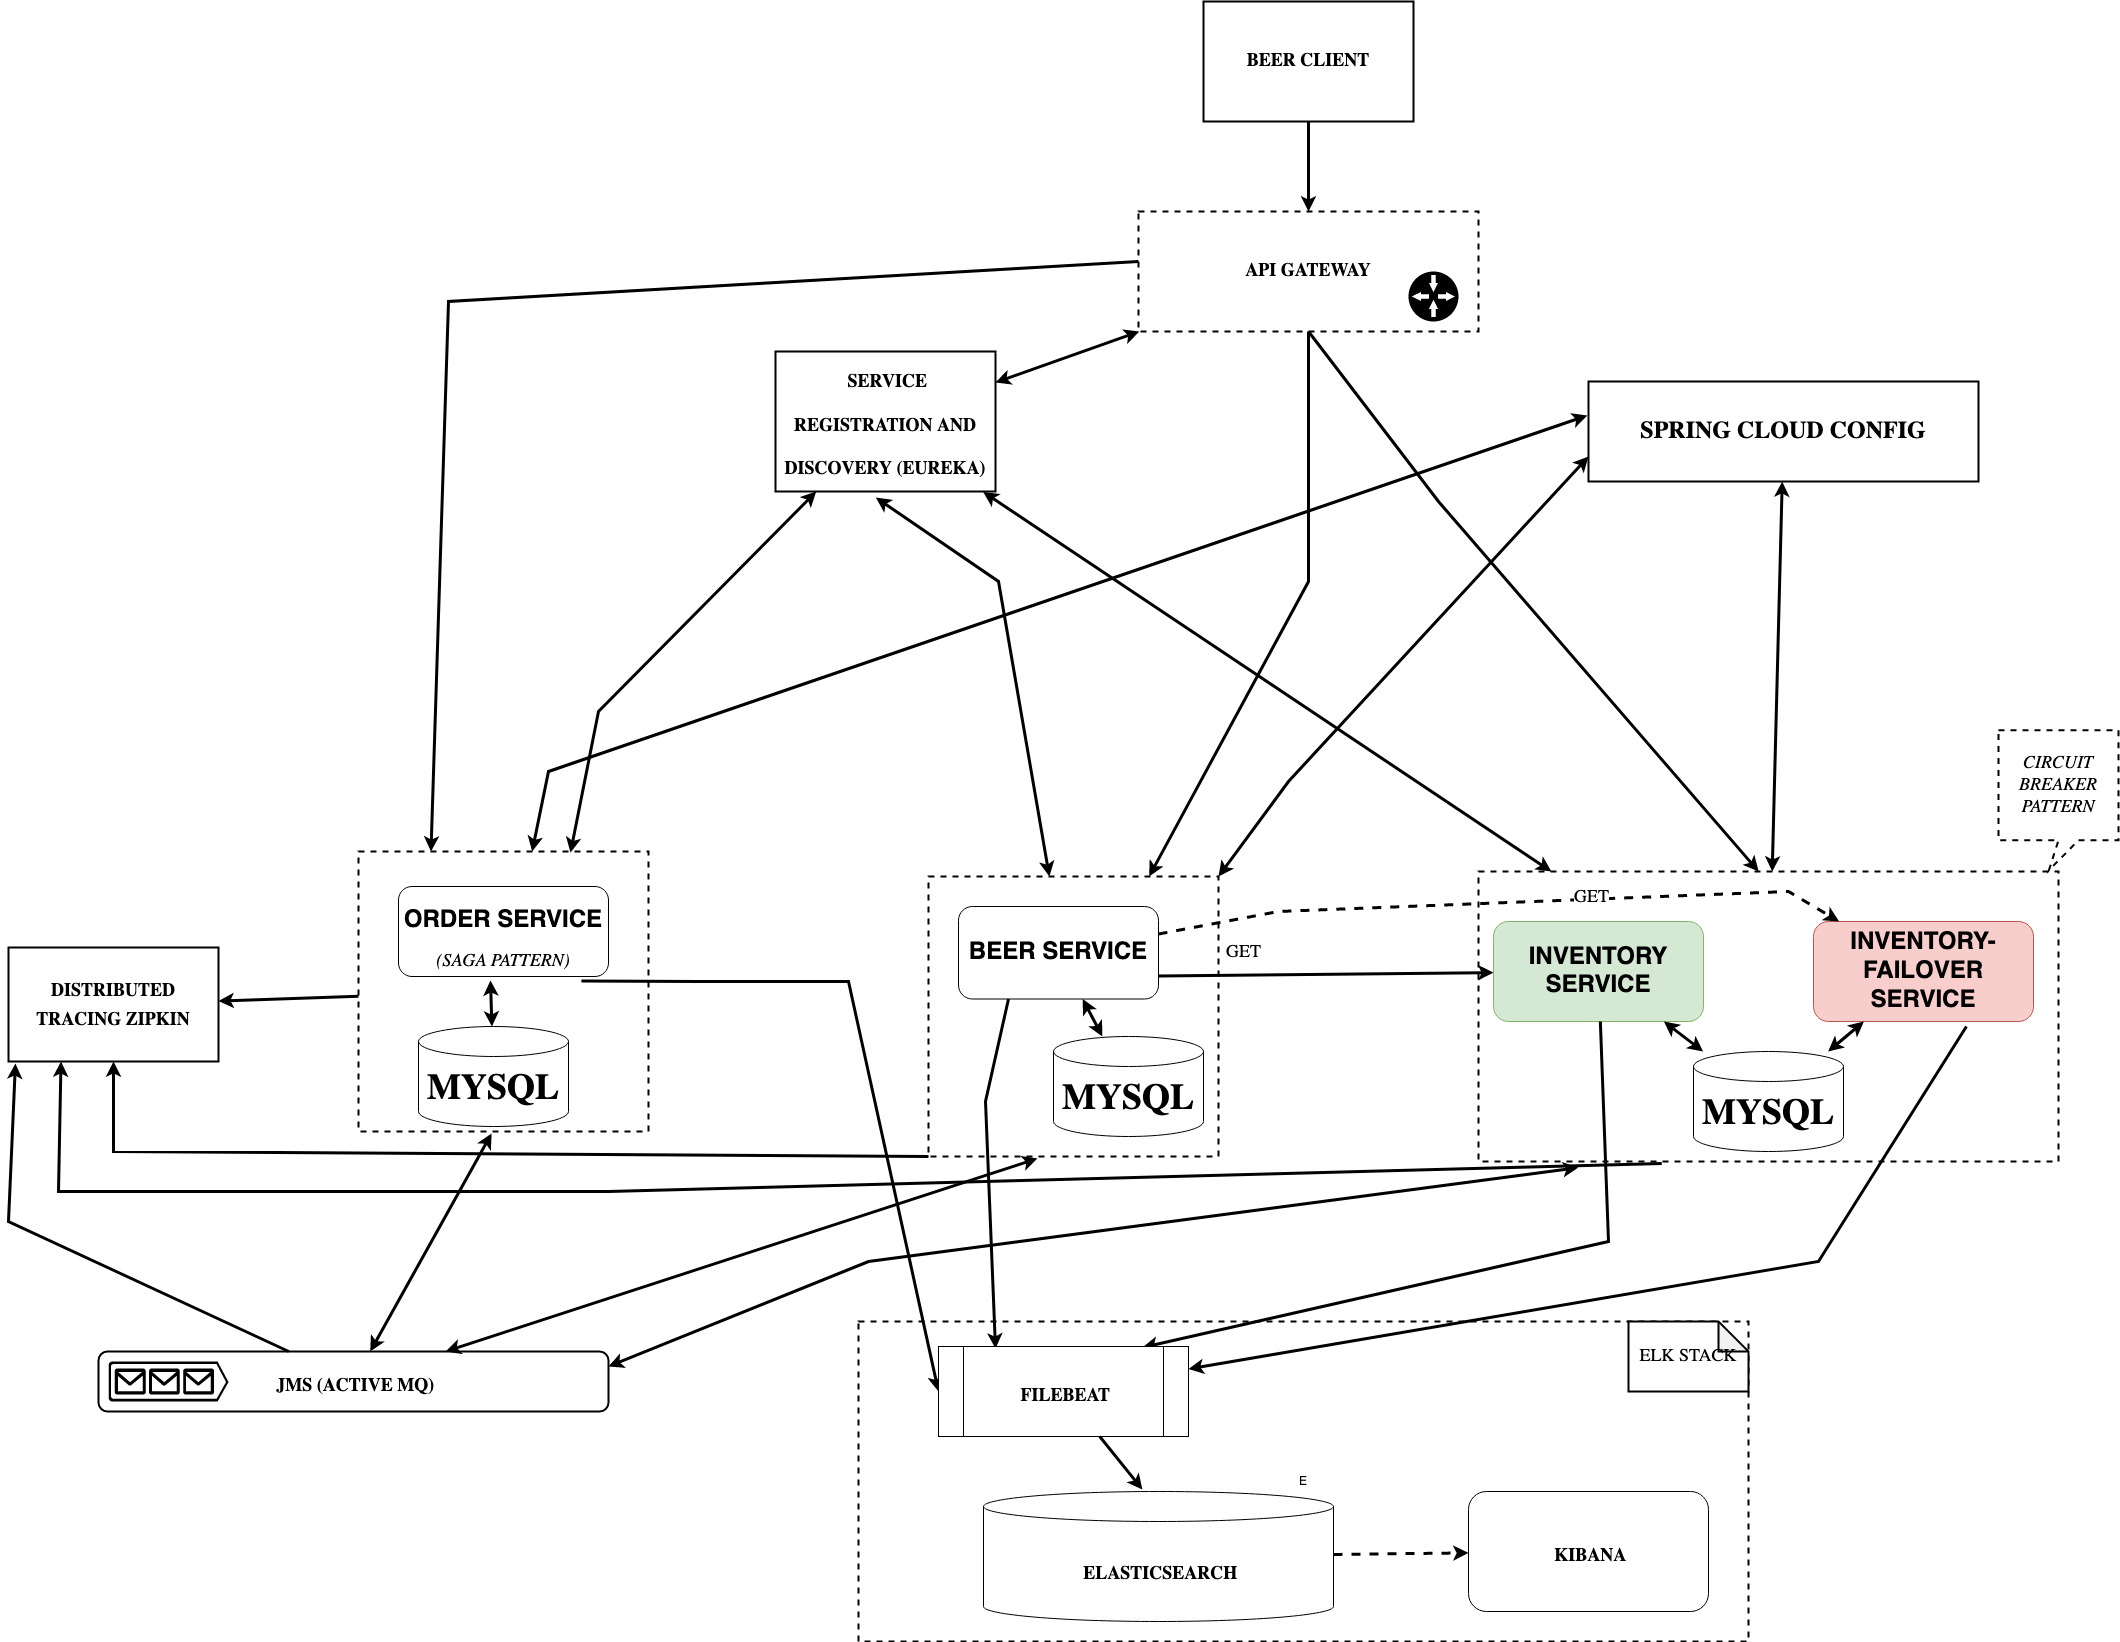 BEER CLIENT
API GATEWAY
SERVICE
REGISTRATION AND
DISCOVERY (EUREKA)
SPRING CLOUD CONFIG
CIRCUIT
BREAKER
PATTERN
ORDER SERVICE
(SAGA PATTERN)
MYSQL
BEER SERVICE
MYSQL
GET
GET
INVENTORY
SERVICE
INVENTORY-
FAILOVER
SERVICE
MYSQL
DISTRIBUTED
TRACING ZIPKIN
JMS (ACTIVE MQ)
ELK STACK
FILEBEAT
E
ELASTICSEARCH
KIBANA